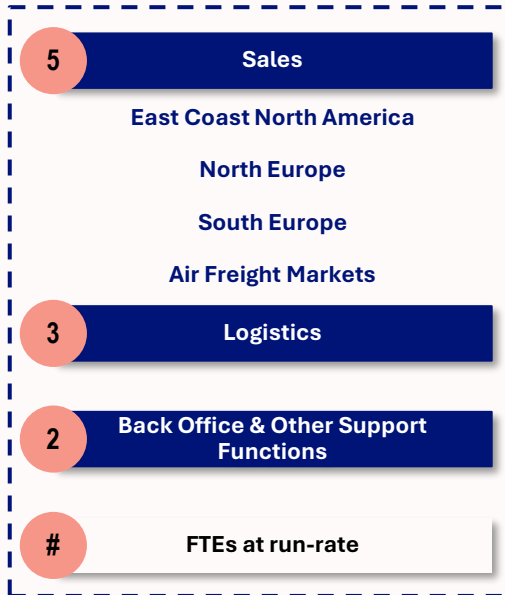 5
Sales
East Coast North America
North Europe
South Europe
Air Freight Markets
3
Logistics
2
Back Office & Other Support
Functions
#
FTEs at run-rate